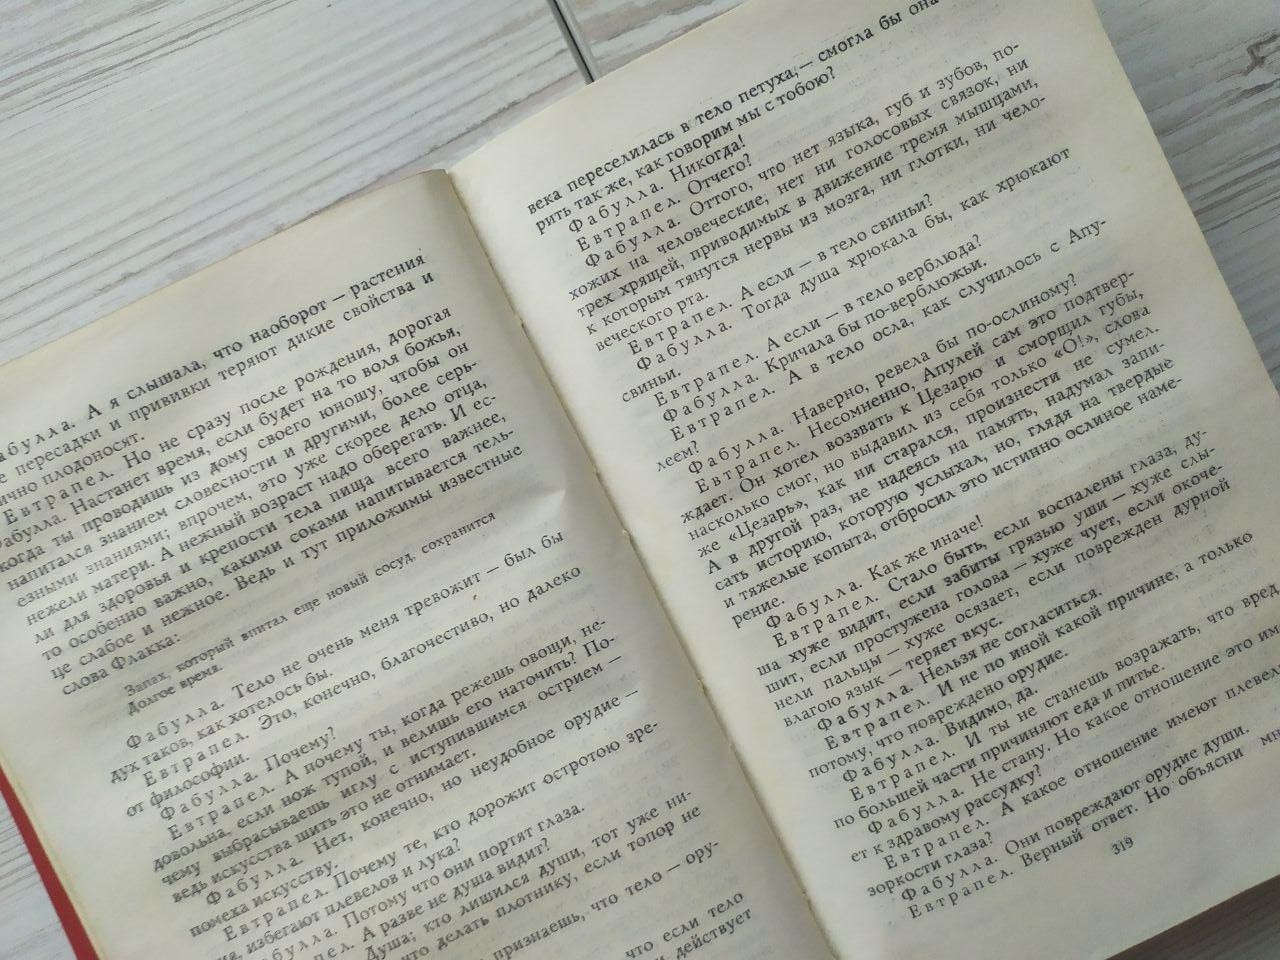 абулла. А я слышала, что наоборот — растения
е пересадки и прививки теряют дикие свойства и
ично плодоносят.
Евтрапел. Но не сразу после рождения, дорогая
абулла. Настанет время, если будет на то воля божья,
когда ты проводишь из дому своего юношу, чтобы он
напитался знанием словесности и другими, более серь-
езными знаниями; впрочем, это уже скорее дело отца,
нежели матери. А нежный возраст надо оберегать. И ес-
ли для здоровья и крепости тела пища всего важнее,
то особенно важно, какими соками напитывается тель-
це слабое и нежное. Ведь и тут приложимы известные
слова Флакка:
Запах, который впитал еще новый сосуд, сохранится
Долгое время.
Фабулла. Тело не очень меня тревожит — был бы
дух таков, как хотелось бы.
Евтрапел. Это, конечно, благочестиво, но далеко
от философии.
Фабулла. Почему?
Евтрапел. А почему ты, когда режешь овощи, не-
довольна, если нож тупой, и велишь его наточить? По-
чему выбрасываешь иглу с иступившимся острием —
ведь искусства шить это не отнимает.
Фабулла. Нет, конечно, но неудобное орудие —
помеха искусству.
Евтрапел. Почему те, кто дорожит остротою зре-
избегают плевелов и лука?
абулла. Потому что они портят глаза.
пел. А разве не душа видит?
Душа; кто лишился души, тот уже ни-
что делать плотнику, если топор не
признаешь, что тело — ору-
что если тело
действует
века переселилась в тело петуха,— смогла бы она
рить так же, как говорим мы с тобою?
Фабулла. Никогда!
Евтрапел. Отчего?
Фабулла. Оттого, что нет языка, губ и зубов, по-
хожих на человеческие; нет ни голосовых связок, ни
трех хрящей, приводимых в движение тремя мышцами,
к которым тянутся нервы из мозга, ни глотки, ни чело-
веческого рта.
Евтрапел. А если — в тело свиньи?
Фабулла. Тогда душа хрюкала бы, как хрюкают
свиньи.
Евтрапел. А если — в тело верблюда?
Фабулла. Кричала бы по-верблюжьи.
Евтрапел. А в тело осла, как случилось с Апу-
леем?
Фабулла. Наверно, ревела бы по-ослиному?
Евтрапел. Несомненно, Апулей сам это подтвер-
ждает. Он хотел воззвать к Цезарю и сморщил губы,
насколько смог, но выдавил из себя только «О!», слова
же «Цезарь», как ни старался, произнести не сумел.
А в другой раз, не надеясь на память, надумал запи-
сать историю, которую услыхал, но, глядя на твердые
и тяжелые копыта, отбросил это истинно ослиное наме-
рение.
Фабулла. Как же иначе!
Евтрапел. Стало быть, если воспалены глаза, ду-
ша хуже видит, если забиты грязью уши — хуже слы-
шит, если простужена голова — хуже чует, если окоче-
нели пальцы — хуже осязает, если поврежден дурной
влагою язык — теряет вкус.
Фабулла. Нельзя не согласиться.
Евтрапел. И не по иной какой причине, а только
потому, что повреждено орудие.
Фабулла. Видимо, да.
Евтрапел. И ты не станешь возражать, что вред
по большей части причиняют еда и питье.
Фабулла. Не стану. Но какое отношение это им
ет к здравому рассудку?
Евтрапел. А какое отношение имеют плевел
зоркости глаза?
Фабулла. Они повреждают орудие души.
Евтрапел. Верный ответ. Но объясни мн
319